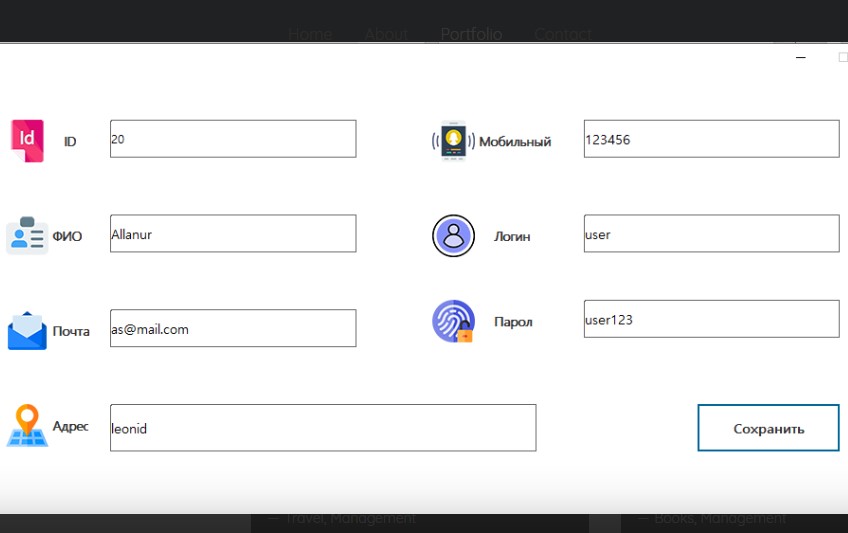 Home About Portfolio Contact
Id ID 20
Мобильный 123456
ФИО Allanur
Логин user
Почта as@mail.com
Парол user123
Адрес leonid
Сохранить
— Travel, Management
— Books, Management